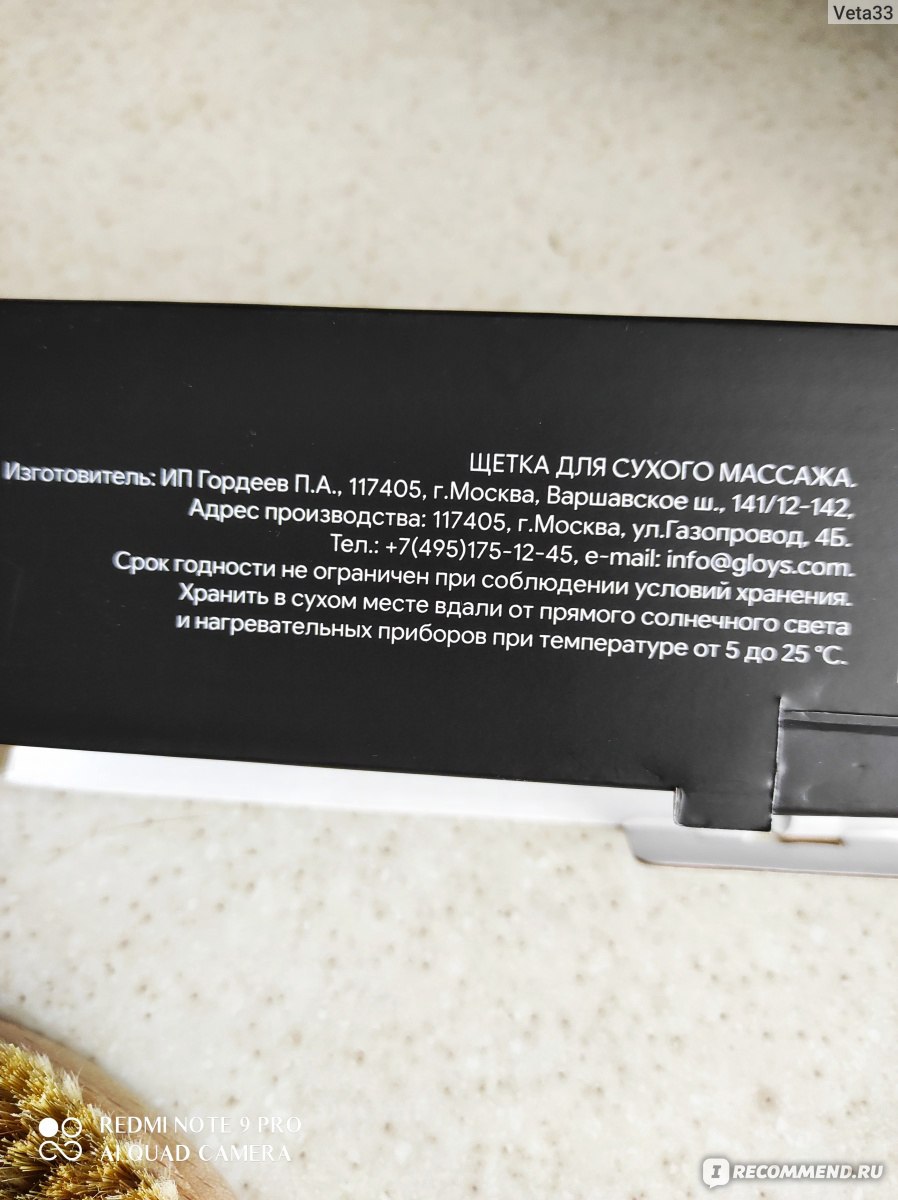 Veta33
ЩЕТКА ДЛЯ СУХОГО МАССАЖА.
Изготовитель: ИП Гордеев П.А., 117405, г.Москва, Варшавское ш., 141/12-142,
Адрес производства: 117405, г.Москва, ул.Газопровод, 4Б.
Тел.: +7(495)175-12-45, e-mail: info@gloys.com.
Срок годности не ограничен при соблюдении условий хранения.
Хранить в сухом месте вдали от прямого солнечного света
и нагревательных приборов при температуре от 5 до 25 °С.
REDMI NOTE 9 PRO
AI QUAD CAMERA
I RECOMMEND.RU